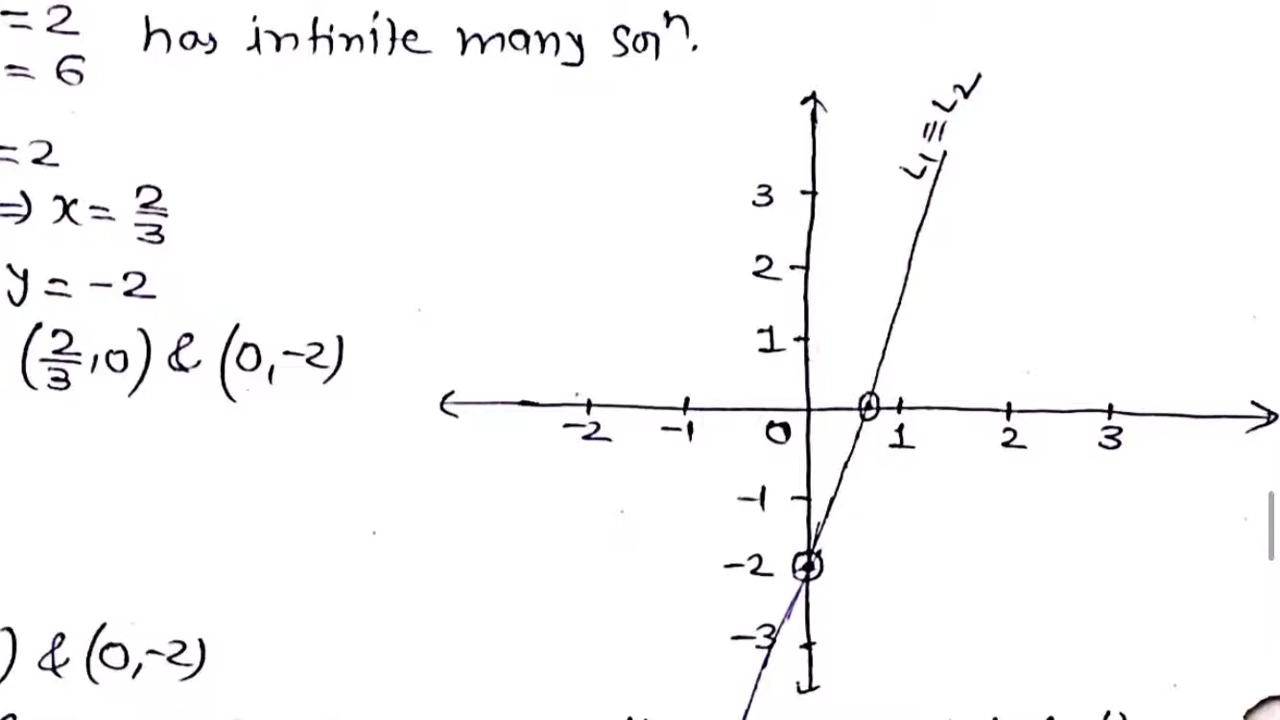 =2 has infinite many solⁿ.
= 6
=2
⇒ x = 2/3
y = -2
(2/3, 0) & (0, -2)
) & (0, -2)
L1 ≡ L2
3
2
1
-2 -1 0 1 2 3
-1
-2
-3